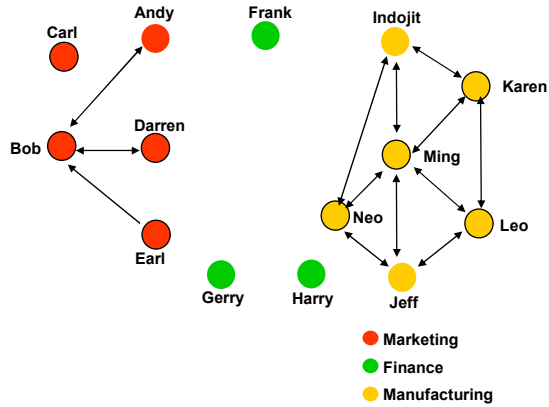 Andy
Frank
Indojit
Carl
Karen
Darren
Bob
Ming
Neo
Leo
Earl
Gerry
Harry
Jeff
Marketing
Finance
Manufacturing